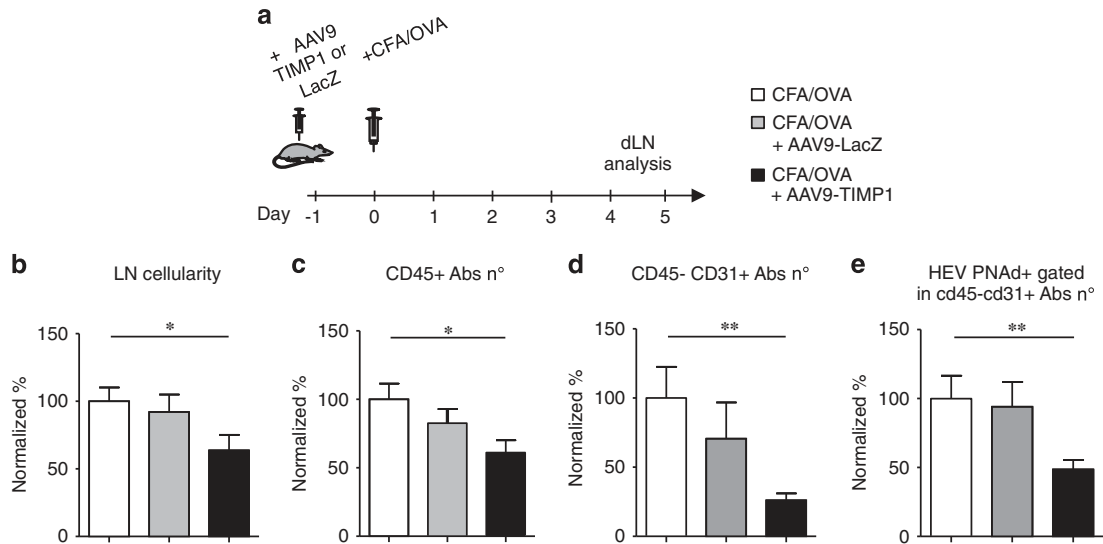 a
+ AAV9
TIMP1 or
LacZ
+CFA/OVA
dLN
analysis
Day -1 0 1 2 3 4 5
CFA/OVA
CFA/OVA
+ AAV9-LacZ
CFA/OVA
+ AAV9-TIMP1
b
LN cellularity
Normalized %
150
100
50
0
*
c
CD45+ Abs n°
Normalized %
150
100
50
0
*
d
CD45- CD31+ Abs n°
Normalized %
150
100
50
0
**
e
HEV PNAd+ gated
in cd45-cd31+ Abs n°
Normalized %
150
100
50
0
**